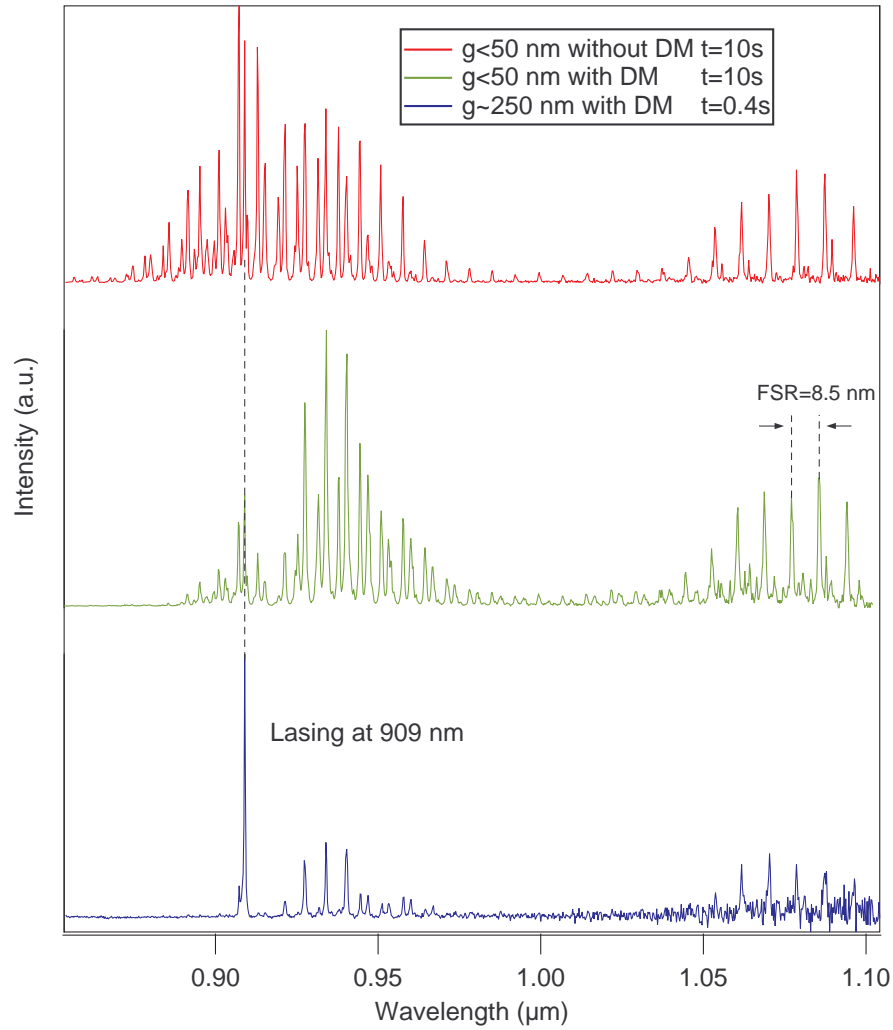 g<50 nm without DM t=10s
g<50 nm with DM t=10s
g~250 nm with DM t=0.4s
FSR=8.5 nm
Intensity (a.u.)
Lasing at 909 nm
0.90 0.95 1.00 1.05 1.10
Wavelength (µm)